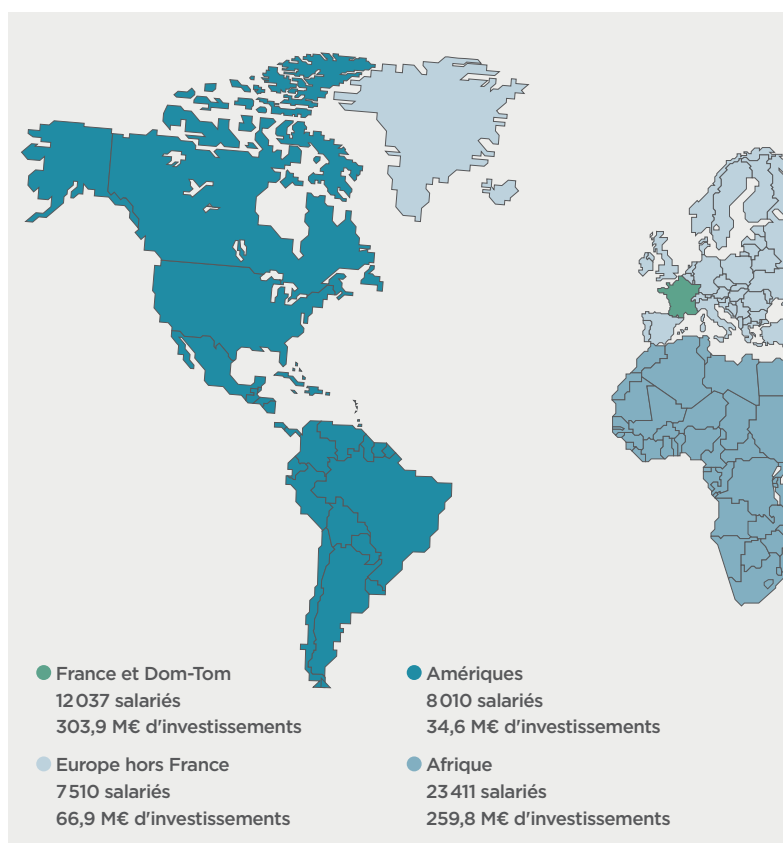 France et Dom-Tom
12 037 salariés
303,9 M€ d'investissements
Europe hors France
7 510 salariés
66,9 M€ d'investissements
Amériques
8 010 salariés
34,6 M€ d'investissements
Afrique
23 411 salariés
259,8 M€ d'investissements